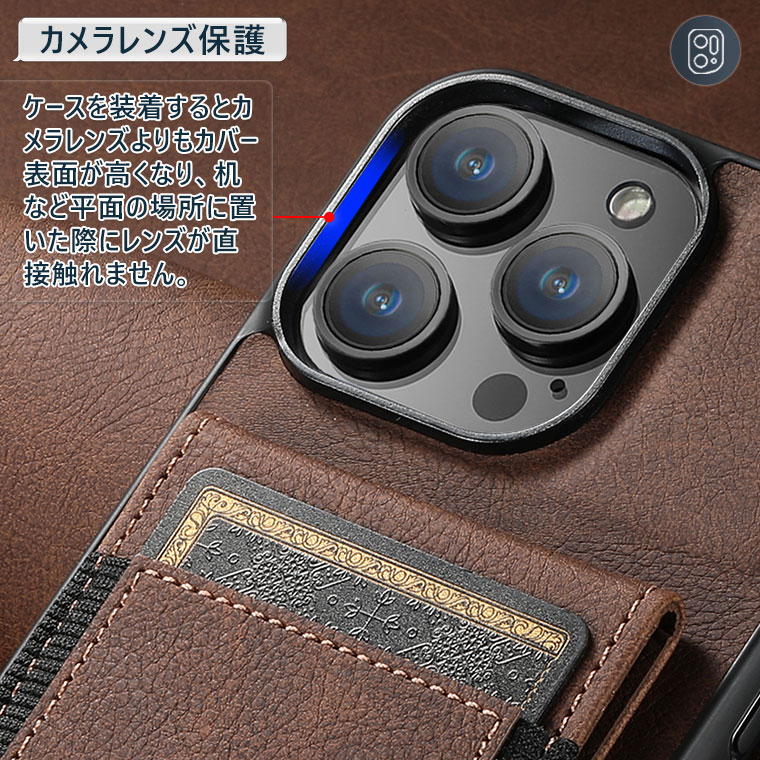 カメラレンズ保護
ケースを装着するとカ
メラレンズよりもカバー
表面が高くなり、机
など平面の場所に置
いた際にレンズが直
接触れません。